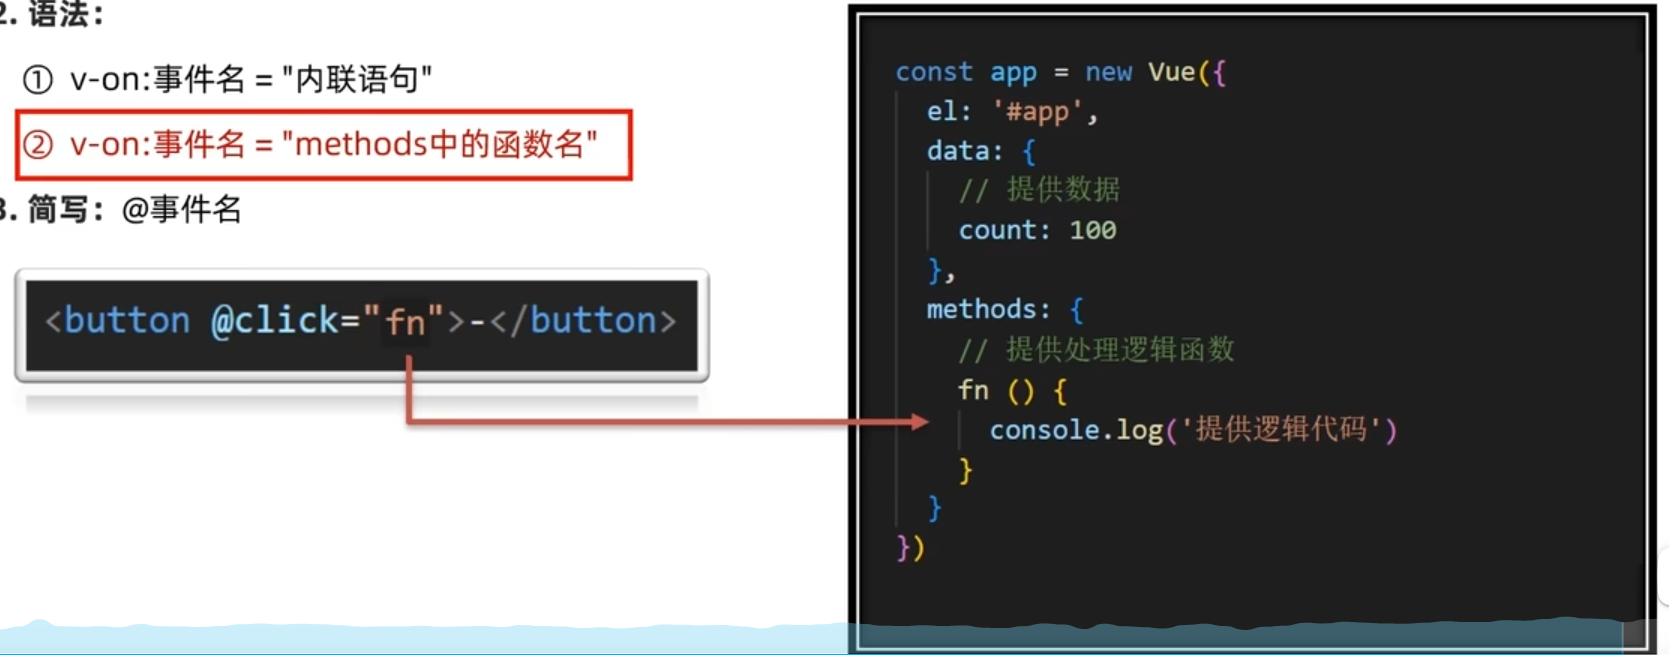 2. 语法：
① v-on:事件名 = "内联语句"
② v-on:事件名 = "methods中的函数名"
3. 简写：@事件名
<button @click="fn">-</button>
const app = new Vue({
el: '#app',
data: {
// 提供数据
count: 100
},
methods: {
// 提供处理逻辑函数
fn () {
console.log('提供逻辑代码')
}
}
})